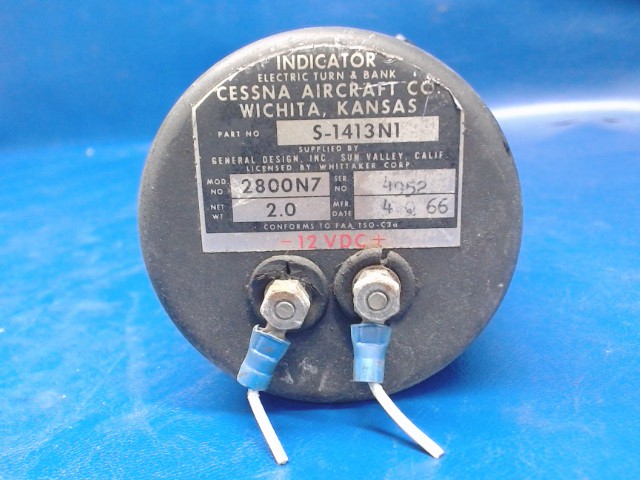 INDICATOR
ELECTRIC TURN & BANK
CESSNA AIRCRAFT CO.
WICHITA, KANSAS
PART NO S-1413N1
SUPPLIED BY
GENERAL DESIGN, INC. SUN VALLEY, CALIF.
LICENSED BY WHITTAKER CORP.
MOD. NO 2800N7 SER. NO 4952
NET WT 2.0 MFR. DATE 4 66
CONFORMS TO FAA TSO-C3a
- 12 VDC +